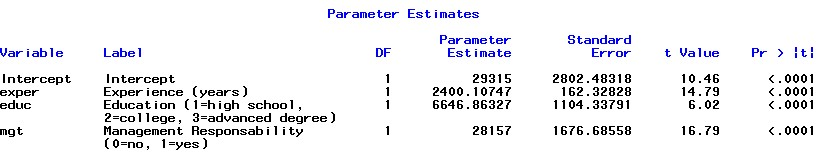 Parameter Estimates
Parameter Standard
Variable Label DF Estimate Error t Value Pr > |t|
Intercept Intercept 1 29315 2802.48318 10.46 <.0001
exper Experience (years) 1 2400.10747 162.32828 14.79 <.0001
educ Education (1=high school, 1 6646.86327 1104.33791 6.02 <.0001
2=college, 3=advanced degree)
mgt Management Responsability 1 28157 1676.68558 16.79 <.0001
(0=no, 1=yes)